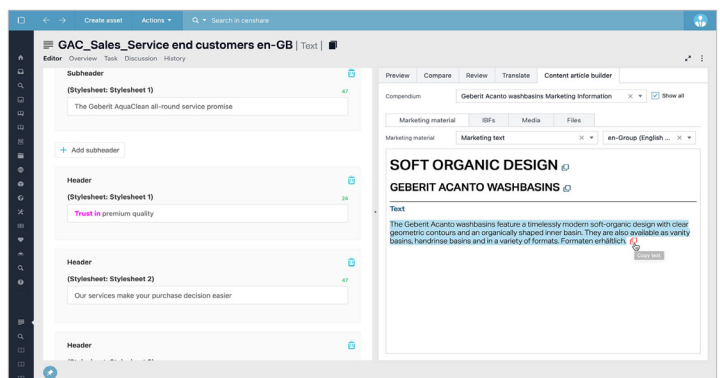 Create asset
Actions
Search in censhare
GAC_Sales_Service end customers en-GB | Text |
Editor Overview Task Discussion History
Subheader
(Stylesheet: Stylesheet 1)
47
The Geberit AquaClean all-round service promise
+ Add subheader
Header
(Stylesheet: Stylesheet 1)
24
Trust in premium quality
Header
(Stylesheet: Stylesheet 2)
47
Our services make your purchase decision easier
Header
Preview Compare Review Translate Content article builder
Compendium
Geberit Acanto washbasins Marketing Information
Show all
Marketing material IBFs Media Files
Marketing material
Marketing text
en-Group (English ...
SOFT ORGANIC DESIGN
GEBERIT ACANTO WASHBASINS
Text
The Geberit Acanto washbasins feature a timelessly modern soft-organic design with clear
geometric contours and an organically shaped inner basin. They are also available as vanity
basins, handrinse basins and in a variety of formats. Formaten erhältlich.
Copy text